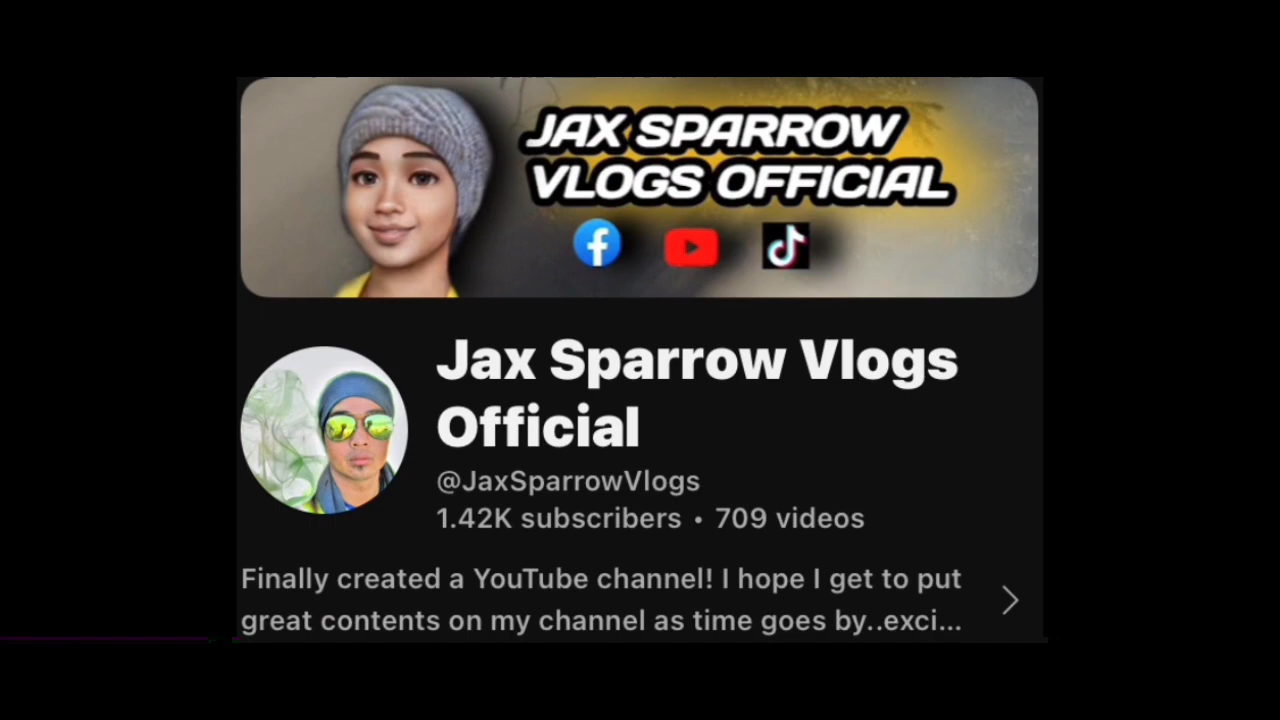 JAX SPARROW
VLOGS OFFICIAL
Jax Sparrow Vlogs
Official
@JaxSparrowVlogs
1.42K subscribers • 709 videos
Finally created a YouTube channel! I hope I get to put
great contents on my channel as time goes by..exci...